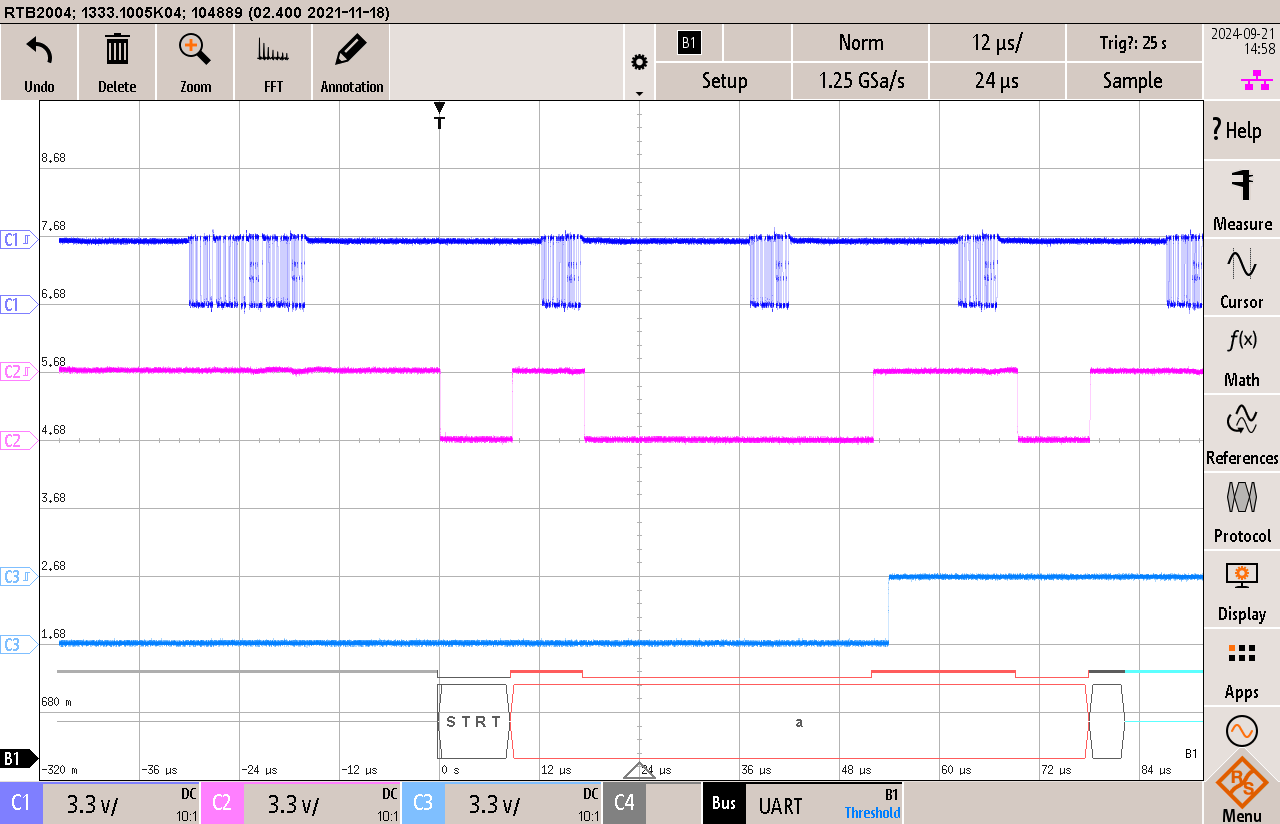 RTB2004; 1333.1005K04; 104889 (02.400 2021-11-18)
Undo
Delete
Zoom
FFT
Annotation
B1
Setup
Norm
1.25 GSa/s
12 µs/
24 µs
Trig?: 25 s
Sample
2024-09-21
14:58
? Help
Measure
Cursor
f(x)
Math
References
Protocol
Display
Apps
R&S
Menu
T
8.68
7.68
C1
6.68
C1
5.68
C2
4.68
C2
3.68
2.68
C3
1.68
C3
680 m
STRT
a
B1
B1
-320 m
-36 µs
-24 µs
-12 µs
0 s
12 µs
24 µs
36 µs
48 µs
60 µs
72 µs
84 µs
C1
3.3 v/
DC
10:1
C2
3.3 v/
DC
10:1
C3
3.3 v/
DC
10:1
C4
Bus
UART
B1
Threshold